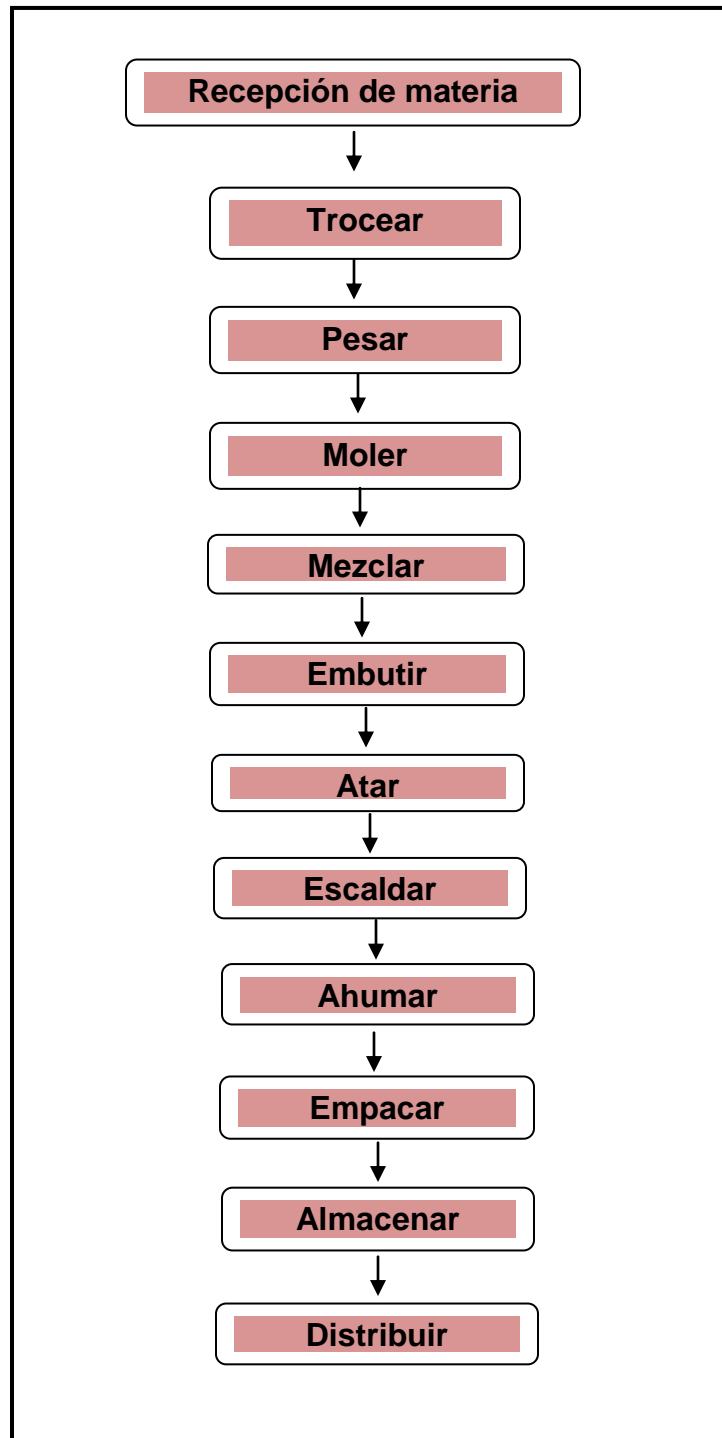 Recepción de materia
Trocear
Pesar
Moler
Mezclar
Embutir
Atar
Escaldar
Ahumar
Empacar
Almacenar
Distribuir